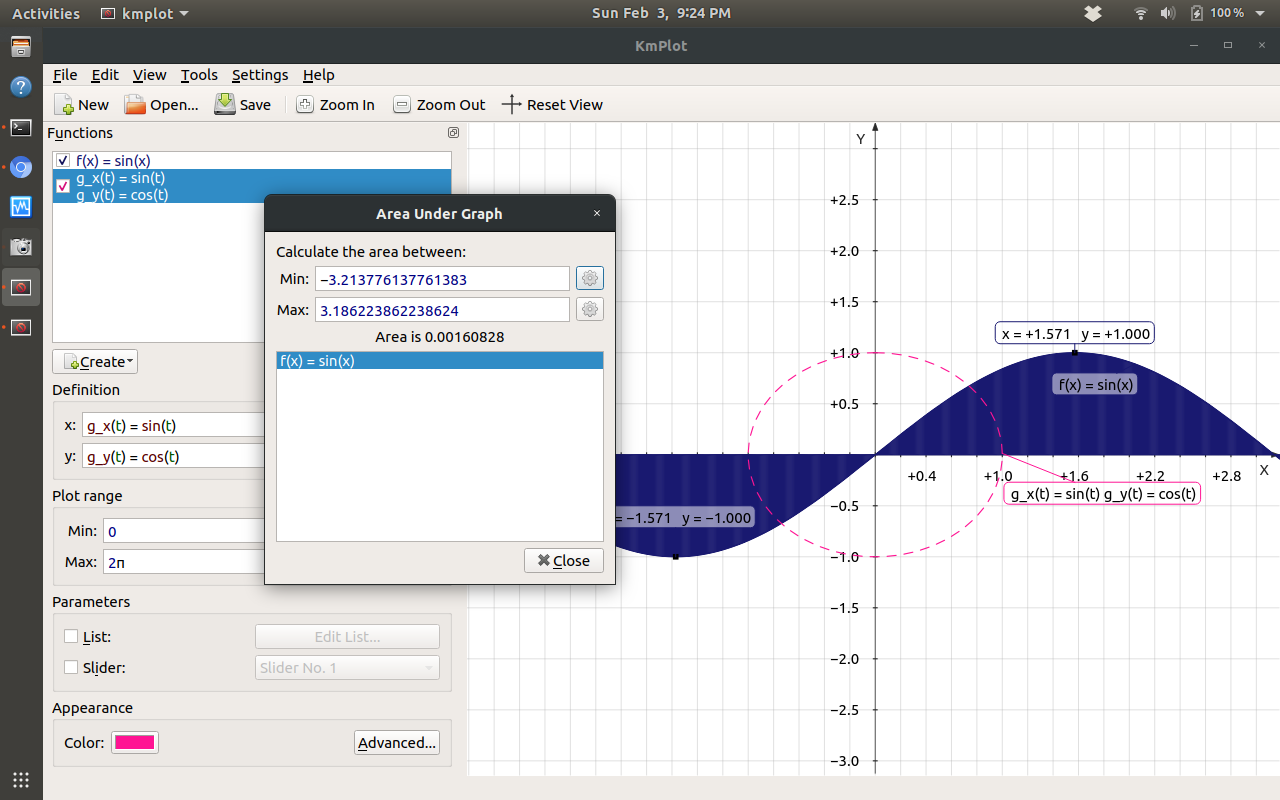 Activities kmplot Sun Feb 3, 9:24 PM 100 %
KmPlot
File Edit View Tools Settings Help
New Open... Save Zoom In Zoom Out Reset View
Functions
f(x) = sin(x)
g_x(t) = sin(t)
g_y(t) = cos(t)
Create
Definition
x: g_x(t) = sin(t)
y: g_y(t) = cos(t)
Plot range
Min: 0
Max: 2π
Parameters
List: Edit List...
Slider: Slider No. 1
Appearance
Color: Advanced...
Area Under Graph
Calculate the area between:
Min: −3.213776137761383
Max: 3.186223862238624
Area is 0.00160828
f(x) = sin(x)
Close
Y
+2.5
+2.0
+1.5
x = +1.571 y = +1.000
+1.0
f(x) = sin(x)
+0.5
X
+0.4 +1.0 +1.6 +2.2 +2.8
g_x(t) = sin(t) g_y(t) = cos(t)
−0.5
= −1.571 y = −1.000
−1.0
−1.5
−2.0
−2.5
−3.0